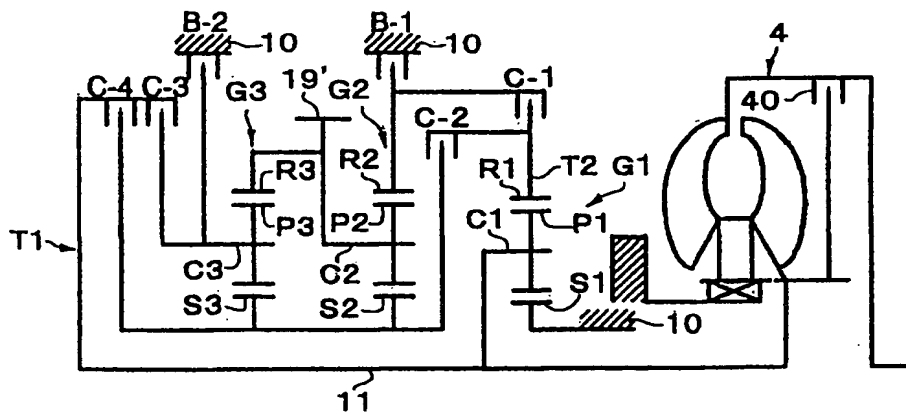 B-2 B-1
10 10 4
19' C-1
C-4 C-3 G3 G2 40
C-2
R3 R2 R1 T2 G1
P3 P2 C1 P1
T1
C3 C2
S3 S2 S1
10
11